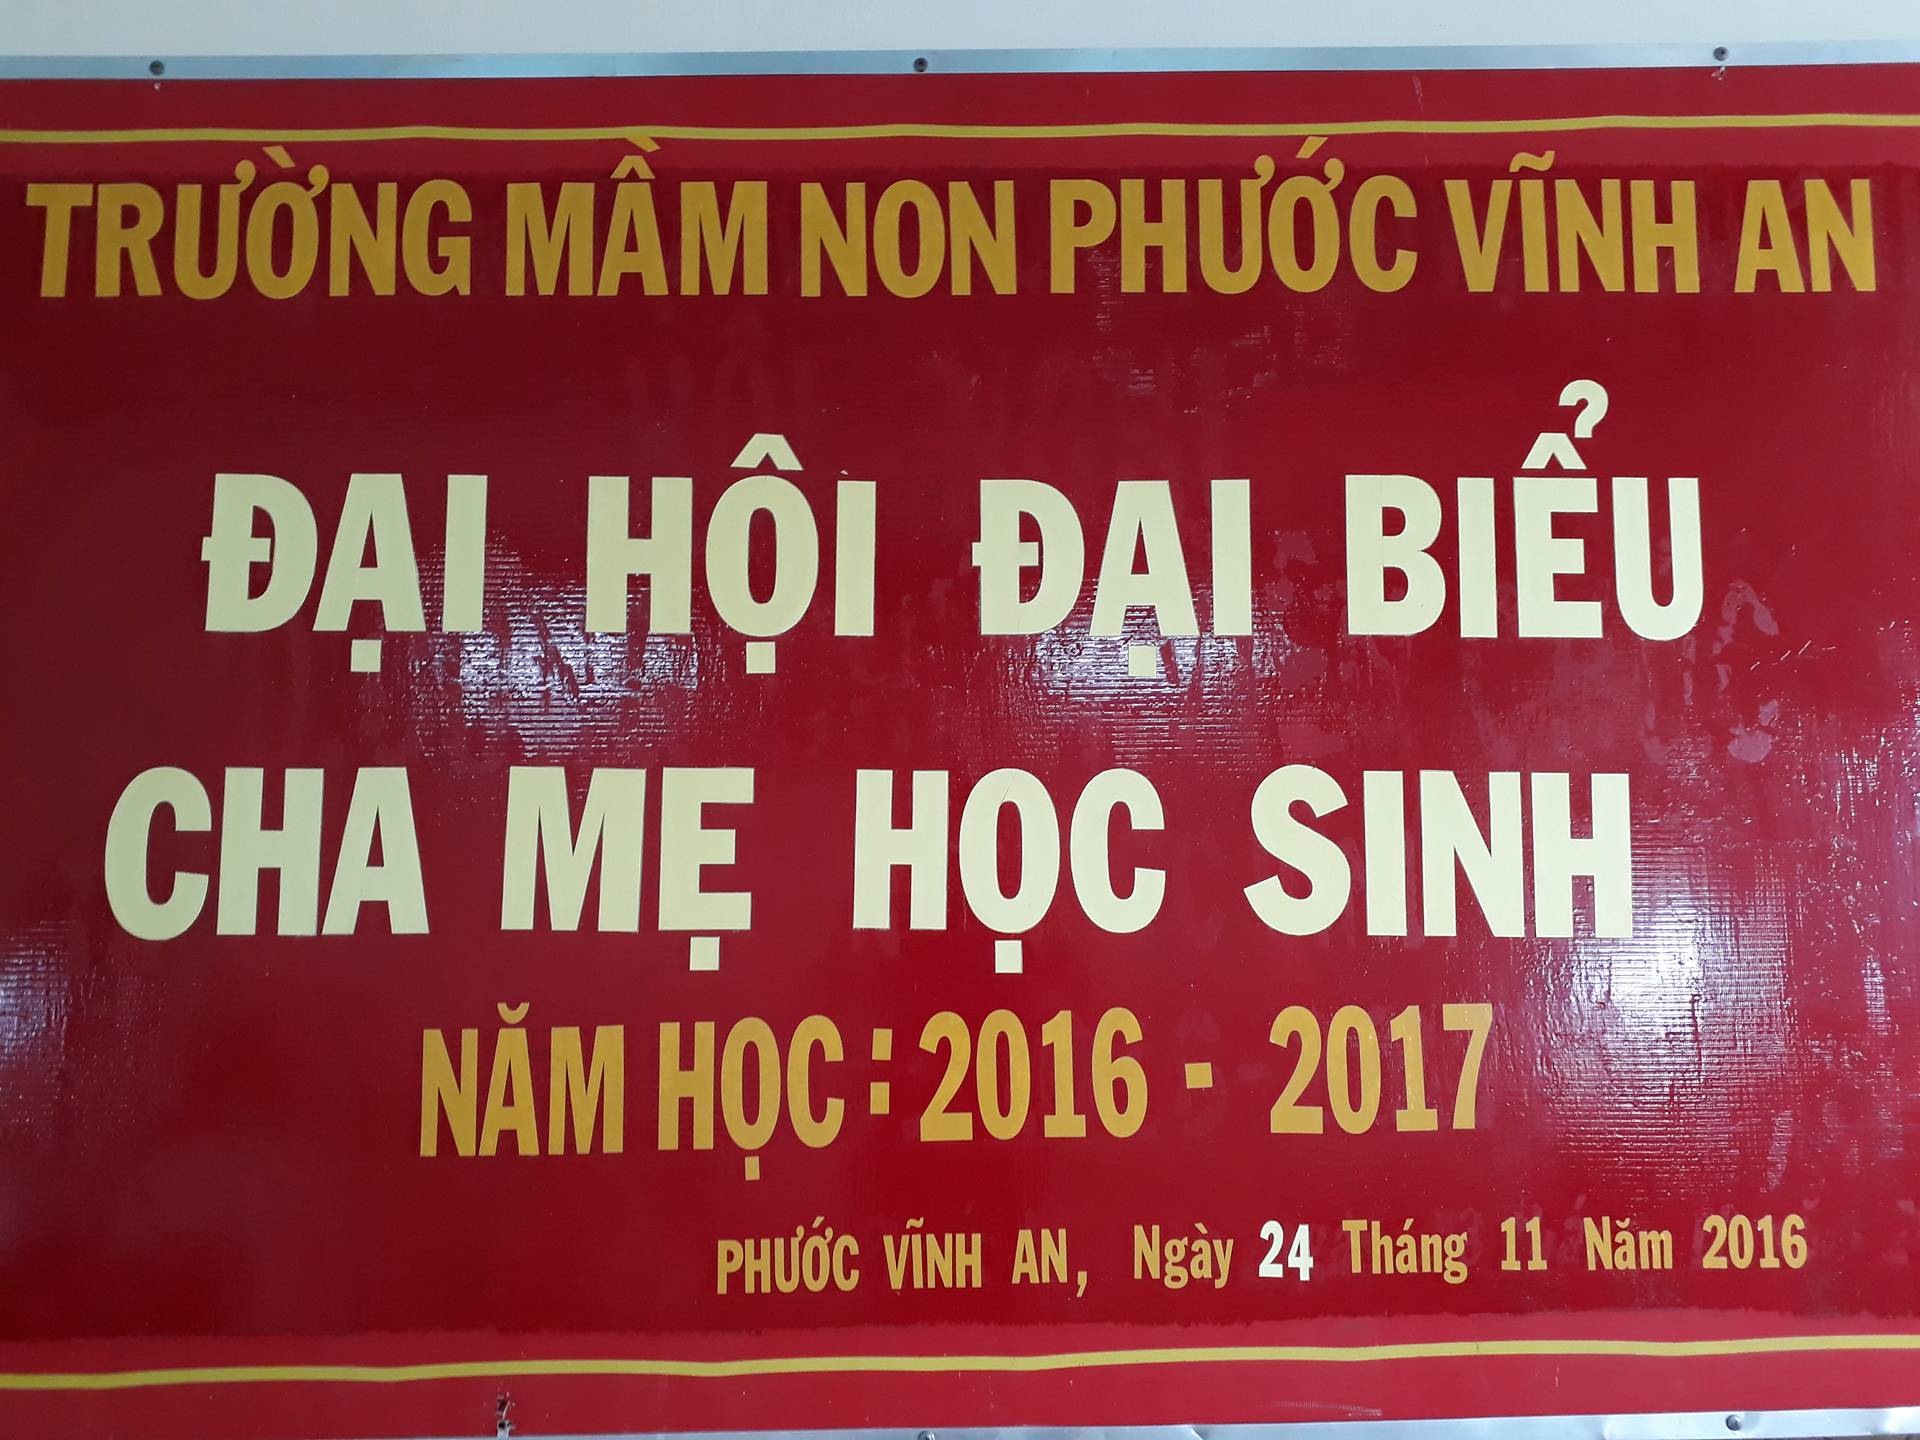 TRƯỜNG MẦM NON PHƯỚC VĨNH AN
ĐẠI HỘI ĐẠI BIỂU
CHA MẸ HỌC SINH
NĂM HỌC : 2016 - 2017
PHƯỚC VĨNH AN, Ngày 24 Tháng 11 Năm 2016